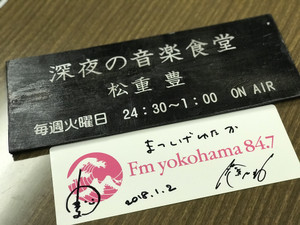 深夜の音楽食堂
松重 豊
毎週火曜日 24:30～1:00 ON AIR
まつしげゆたか
Fm yokohama 84.7
2018.1.2